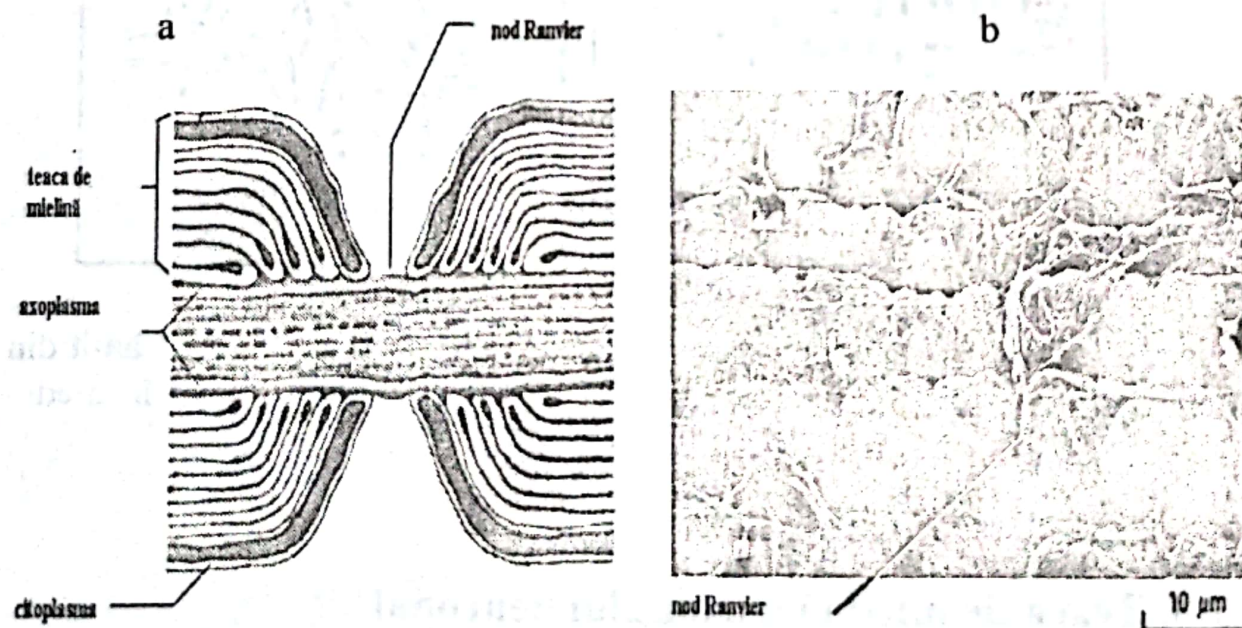 a
nod Ranvier
b
teaca de
mielină
axoplasma
citoplasma
nod Ranvier
10 µm